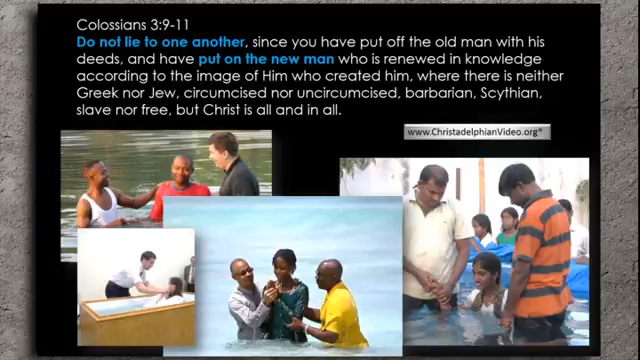 Colossians 3:9-11
Do not lie to one another, since you have put off the old man with his
deeds, and have put on the new man who is renewed in knowledge
according to the image of Him who created him, where there is neither
Greek nor Jew, circumcised nor uncircumcised, barbarian, Scythian,
slave nor free, but Christ is all and in all.
www.ChristadelphianVideo.org®